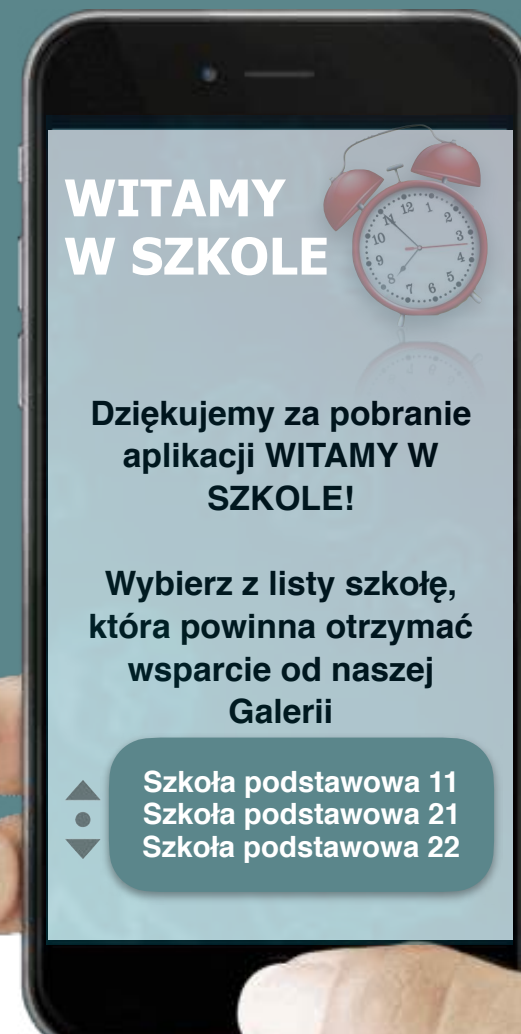 WITAMY
W SZKOLE
Dziękujemy za pobranie
aplikacji WITAMY W
SZKOLE!
Wybierz z listy szkołę,
która powinna otrzymać
wsparcie od naszej
Galerii
Szkoła podstawowa 11
Szkoła podstawowa 21
Szkoła podstawowa 22